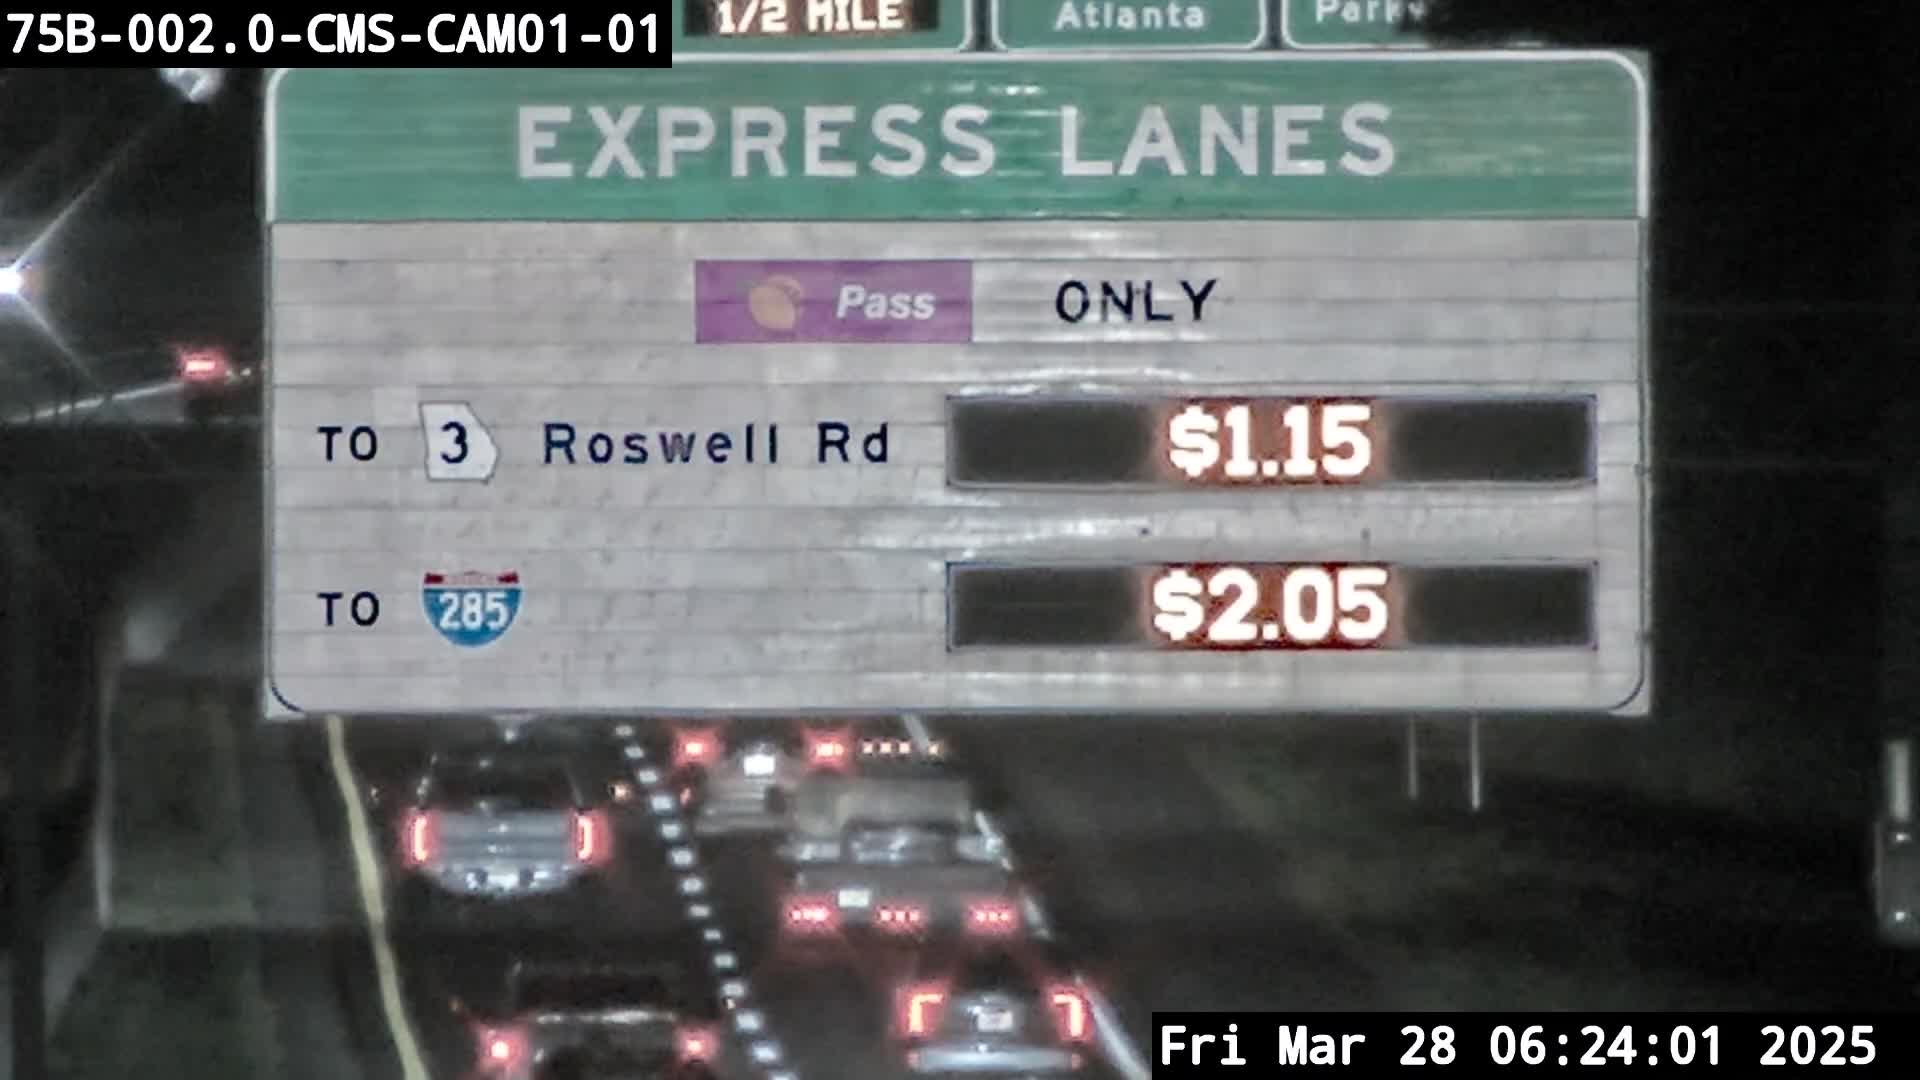 75B-002.0-CMS-CAM01-01
1/2 MILE
Atlanta
EXPRESS LANES
Pass ONLY
TO 3 Roswell Rd $1.15
TO 285 $2.05
Fri Mar 28 06:24:01 2025